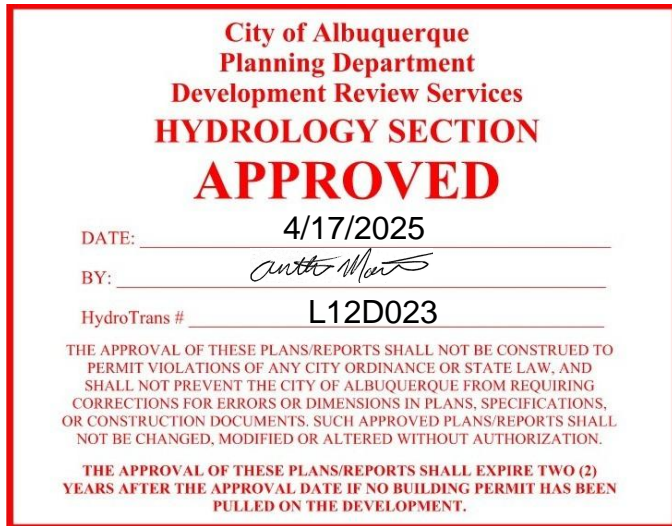 City of Albuquerque
Planning Department
Development Review Services
HYDROLOGY SECTION
APPROVED
DATE: 4/17/2025
BY:
HydroTrans # L12D023
THE APPROVAL OF THESE PLANS/REPORTS SHALL NOT BE CONSTRUED TO
PERMIT VIOLATIONS OF ANY CITY ORDINANCE OR STATE LAW, AND
SHALL NOT PREVENT THE CITY OF ALBUQUERQUE FROM REQUIRING
CORRECTIONS FOR ERRORS OR DIMENSIONS IN PLANS, SPECIFICATIONS,
OR CONSTRUCTION DOCUMENTS. SUCH APPROVED PLANS/REPORTS SHALL
NOT BE CHANGED, MODIFIED OR ALTERED WITHOUT AUTHORIZATION.
THE APPROVAL OF THESE PLANS/REPORTS SHALL EXPIRE TWO (2)
YEARS AFTER THE APPROVAL DATE IF NO BUILDING PERMIT HAS BEEN
PULLED ON THE DEVELOPMENT.